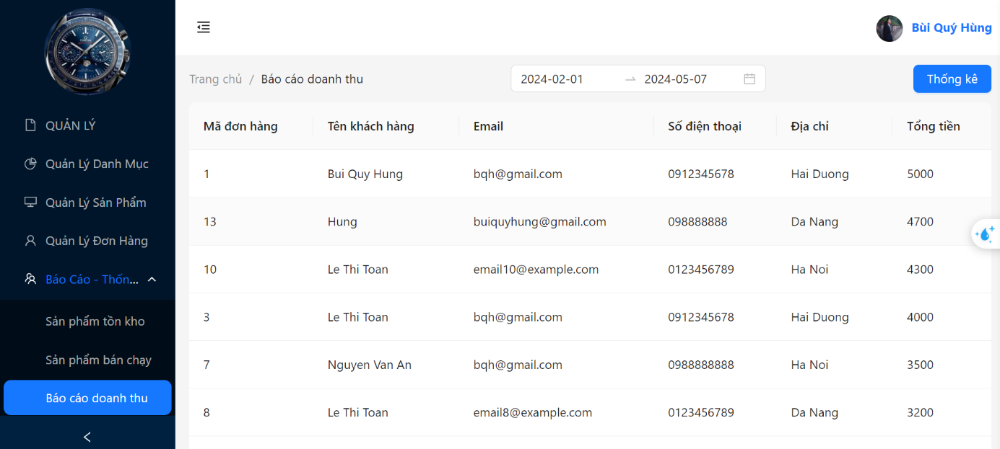 Bùi Quý Hùng
Trang chủ / Báo cáo doanh thu
2024-02-01
2024-05-07
Thống kê
QUẢN LÝ
Quản Lý Danh Mục
Quản Lý Sản Phẩm
Quản Lý Đơn Hàng
Báo Cáo - Thốn...
Sản phẩm tồn kho
Sản phẩm bán chạy
Báo cáo doanh thu
Mã đơn hàng Tên khách hàng Email Số điện thoại Địa chỉ Tổng tiền
1 Bui Quy Hung bqh@gmail.com 0912345678 Hai Duong 5000
13 Hung buiquyhung@gmail.com 098888888 Da Nang 4700
10 Le Thi Toan email10@example.com 0123456789 Ha Noi 4300
3 Le Thi Toan bqh@gmail.com 0912345678 Hai Duong 4000
7 Nguyen Van An bqh@gmail.com 0988888888 Ha Noi 3500
8 Le Thi Toan email8@example.com 0123456789 Da Nang 3200